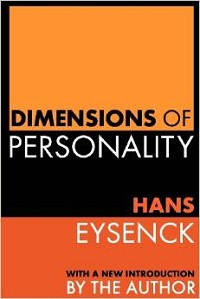 DIMENSIONS OF
PERSONALITY
HANS
EYSENCK
WITH A NEW INTRODUCTION
BY THE AUTHOR